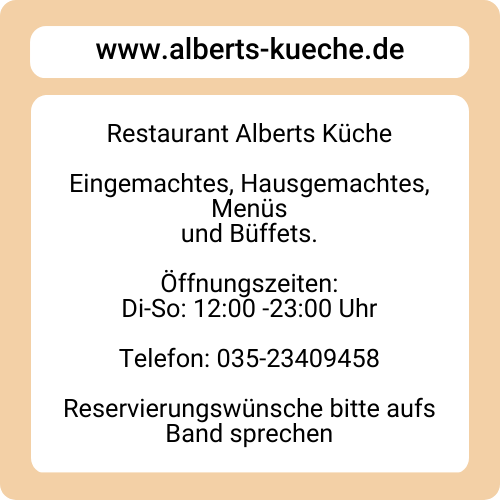 www.alberts-kueche.de
Restaurant Alberts Küche
Eingemachtes, Hausgemachtes,
Menüs
und Büffets.
Öffnungszeiten:
Di-So: 12:00 -23:00 Uhr
Telefon: 035-23409458
Reservierungswünsche bitte aufs
Band sprechen